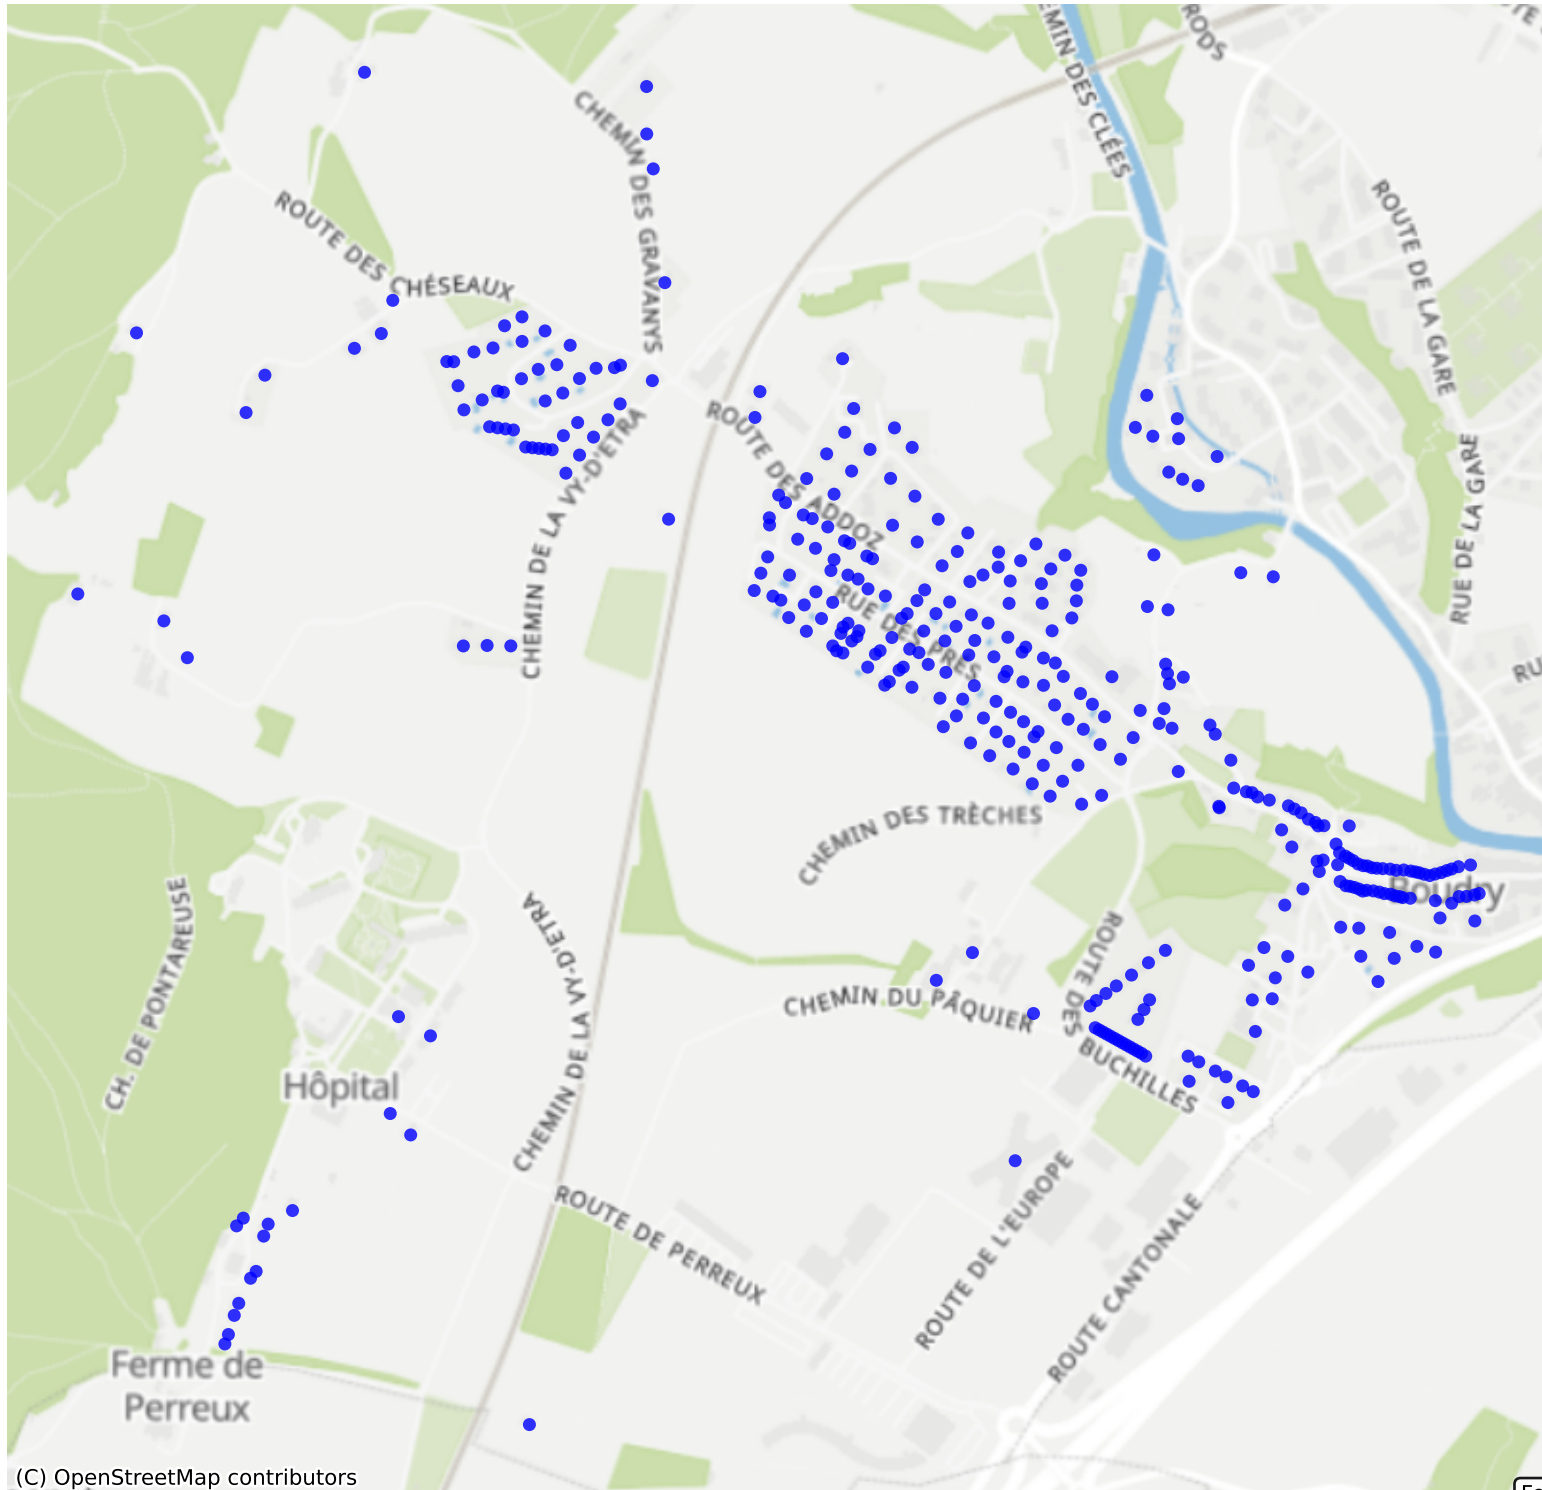 CHEMIN DES CLÉES
RODS
CHEMIN DES GRAVANYS
ROUTE DES CHÉSEAUX
ROUTE DE LA GARE
CHEMIN DE LA VY-D'ETRA
ROUTE DES ADDOZ
RUE DE LA GARE
RUE DES PRES
RU
CHEMIN DES TRÈCHES
Boudry
CH. DE PONTAREUSE
CHEMIN DE LA VY-D'ETRA
CHEMIN DU PÂQUIER
ROUTE DES BUCHILLES
Hôpital
ROUTE DE PERREUX
ROUTE DE L'EUROPE
ROUTE CANTONALE
Ferme de
Perreux
(C) OpenStreetMap contributors